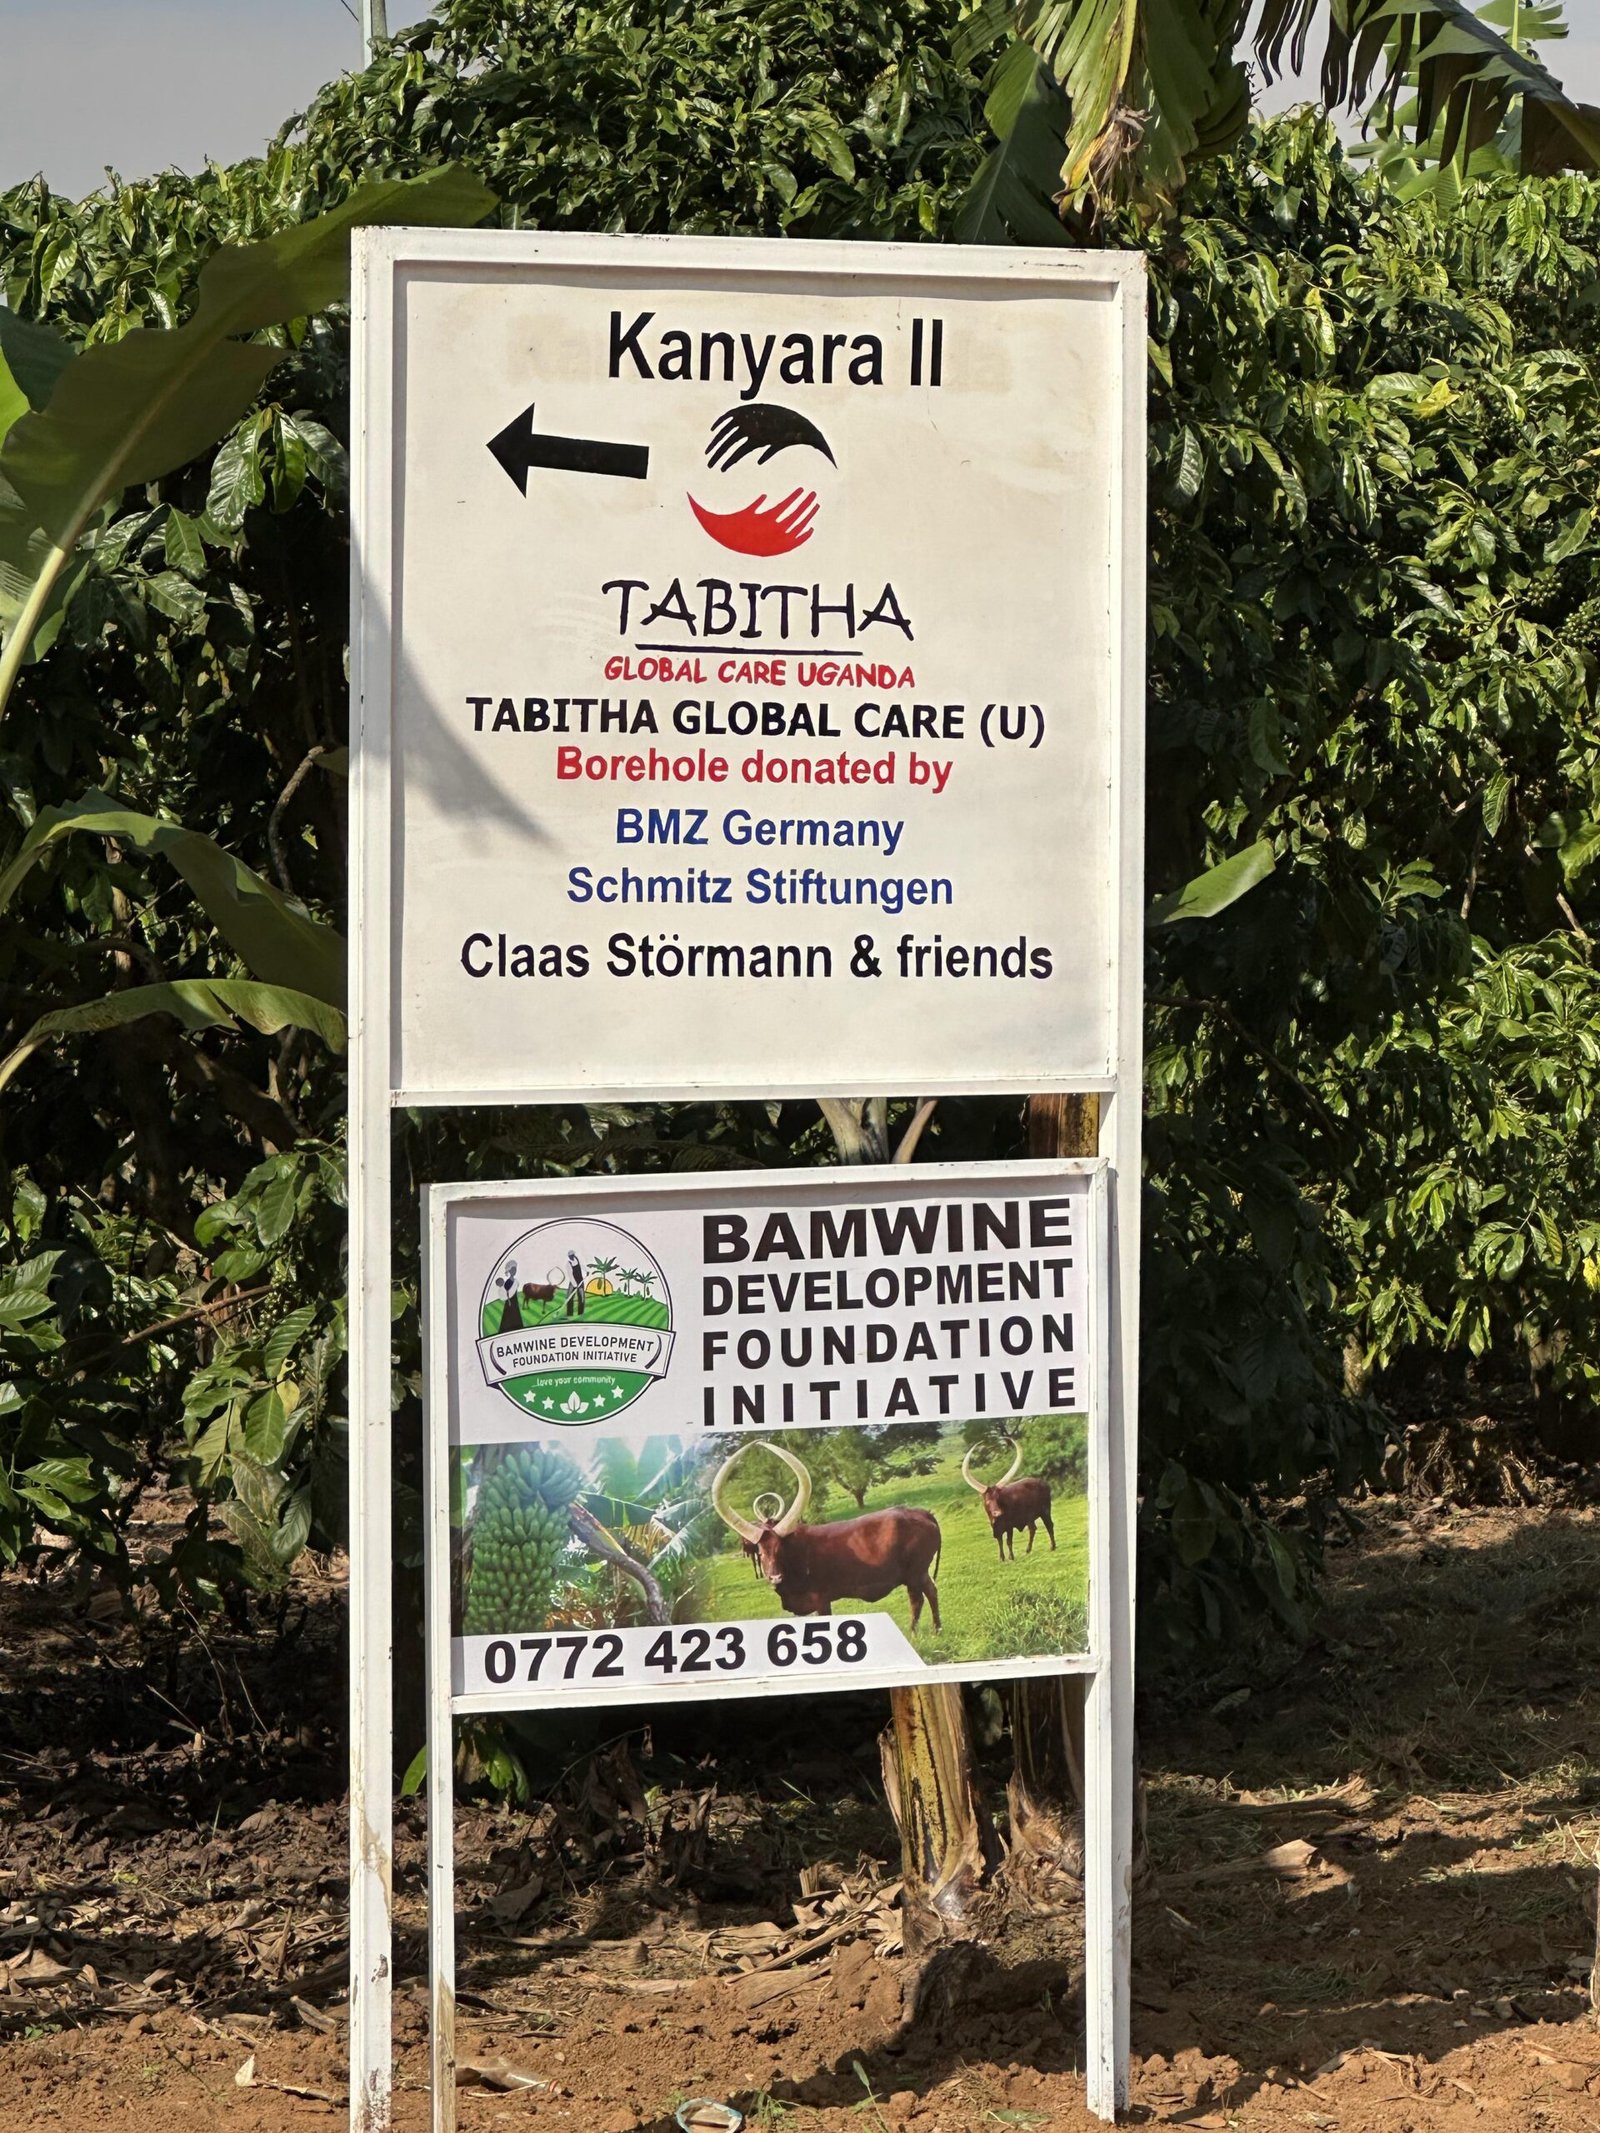 Kanyara II
TABITHA
GLOBAL CARE UGANDA
TABITHA GLOBAL CARE (U)
Borehole donated by
BMZ Germany
Schmitz Stiftungen
Claas Störmann & friends
BAMWINE
DEVELOPMENT
FOUNDATION
INITIATIVE
BAMWINE DEVELOPMENT
FOUNDATION INITIATIVE
...love your community
0772 423 658